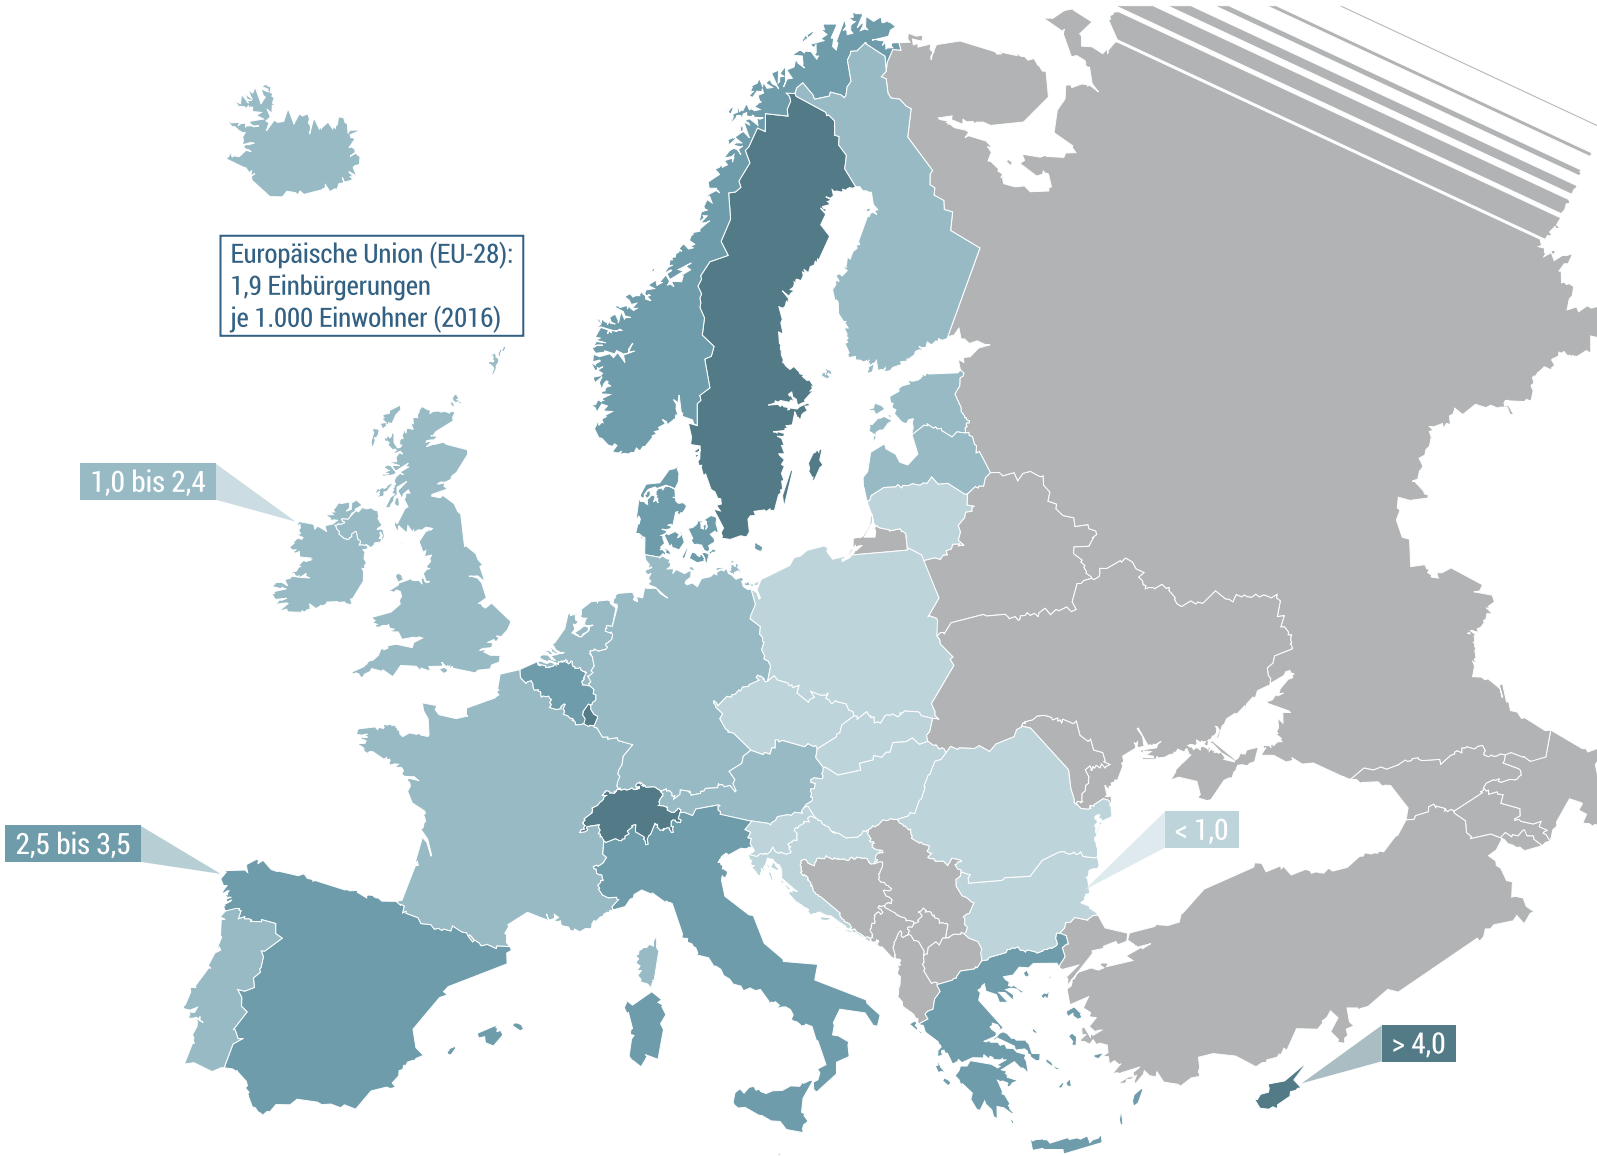 Europäische Union (EU-28):
1,9 Einbürgerungen
je 1.000 Einwohner (2016)
1,0 bis 2,4
2,5 bis 3,5
< 1,0
> 4,0